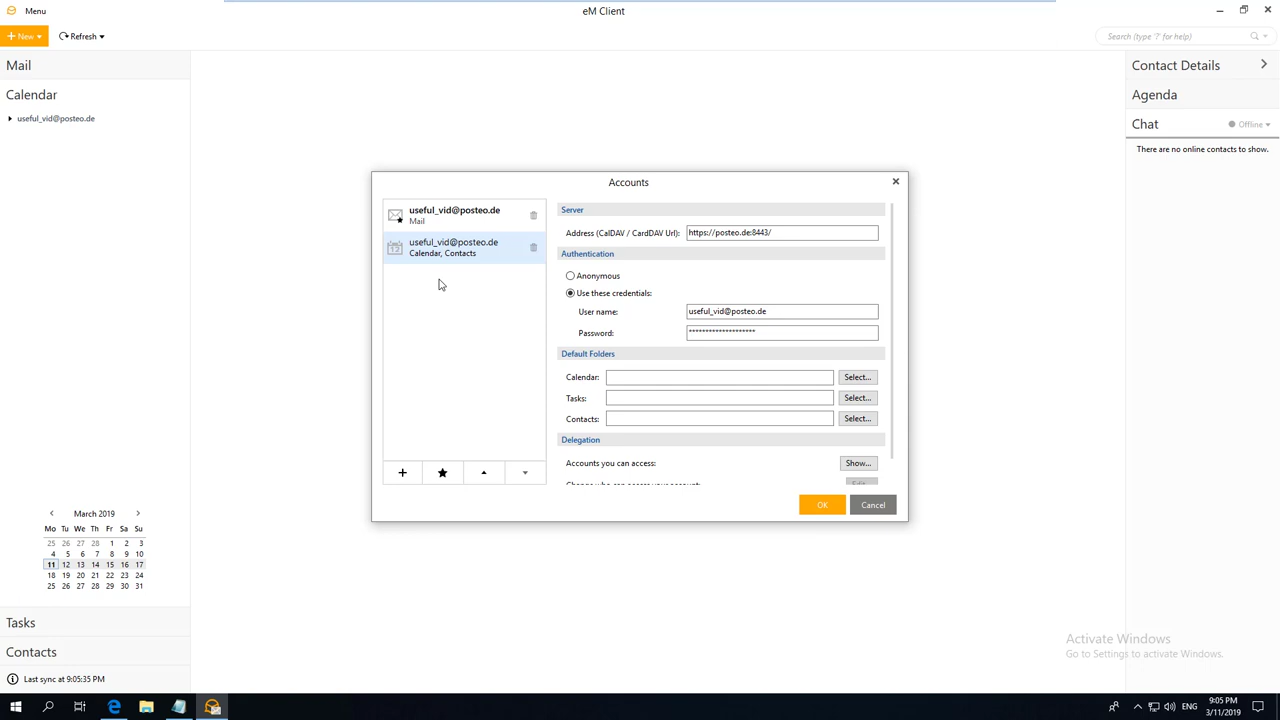 Menu
eM Client
New
Refresh
Search (type '?' for help)
Mail
Calendar
useful_vid@posteo.de
Contact Details
Agenda
Chat
Offline
There are no online contacts to show.
Accounts
useful_vid@posteo.de
Mail
useful_vid@posteo.de
Calendar, Contacts
Server
Address (CalDAV / CardDAV Url):
https://posteo.de:8443/
Authentication
Anonymous
Use these credentials:
User name:
useful_vid@posteo.de
Password:
*******************
Default Folders
Calendar:
Select...
Tasks:
Select...
Contacts:
Select...
Delegation
Accounts you can access:
Show...
Change who can access your account:
Edit...
OK
Cancel
March 2019
Mo Tu We Th Fr Sa Su
25 26 27 28 1 2 3
4 5 6 7 8 9 10
11 12 13 14 15 16 17
18 19 20 21 22 23 24
25 26 27 28 29 30 31
Tasks
Contacts
Last sync at 9:05:35 PM
Activate Windows
Go to Settings to activate Windows.
ENG
9:05 PM
3/11/2019